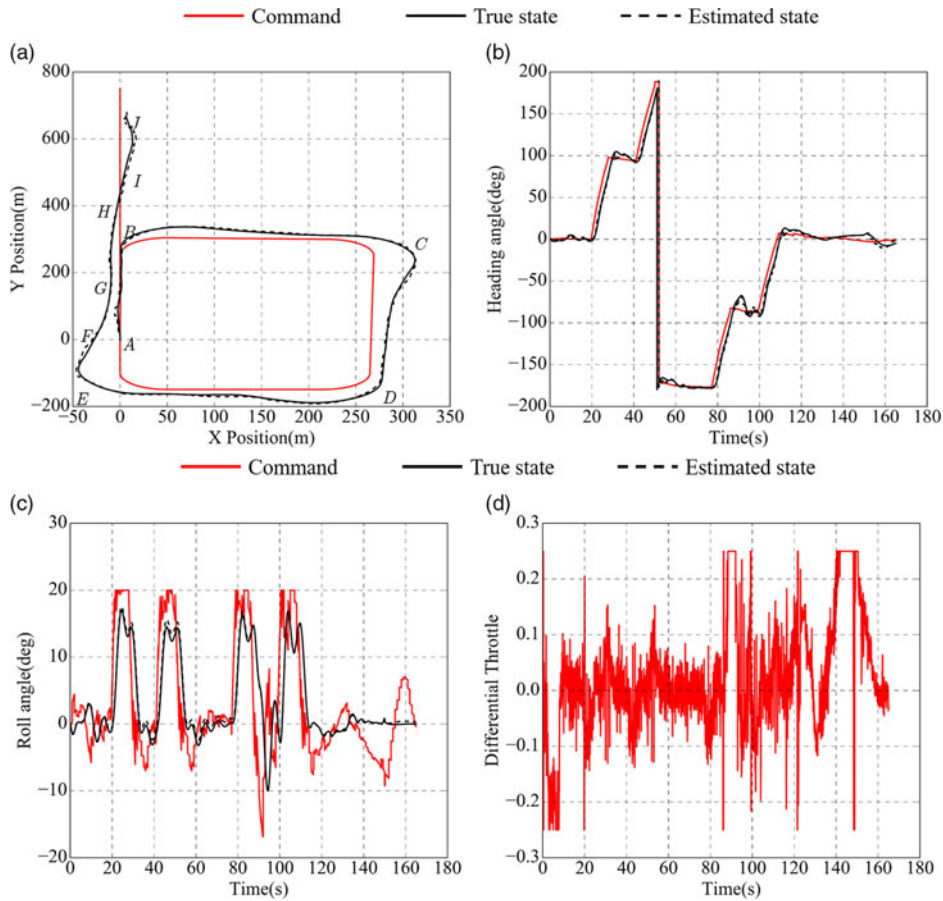 Command True state Estimated state
(a)
800
600
400
200
0
−200
−50 0 50 100 150 200 250 300 350
Y Position(m)
X Position(m)
J
I
H
B
C
G
F
A
E
D
(b)
200
150
100
50
0
−50
−100
−150
−200
0 20 40 60 80 100 120 140 160 180
Heading angle(deg)
Time(s)
Command True state Estimated state
(c)
30
20
10
0
−10
−20
0 20 40 60 80 100 120 140 160 180
Roll angle(deg)
Time(s)
(d)
0.3
0.2
0.1
0.0
−0.1
−0.2
−0.3
0 20 40 60 80 100 120 140 160 180
Differential Throttle
Time(s)